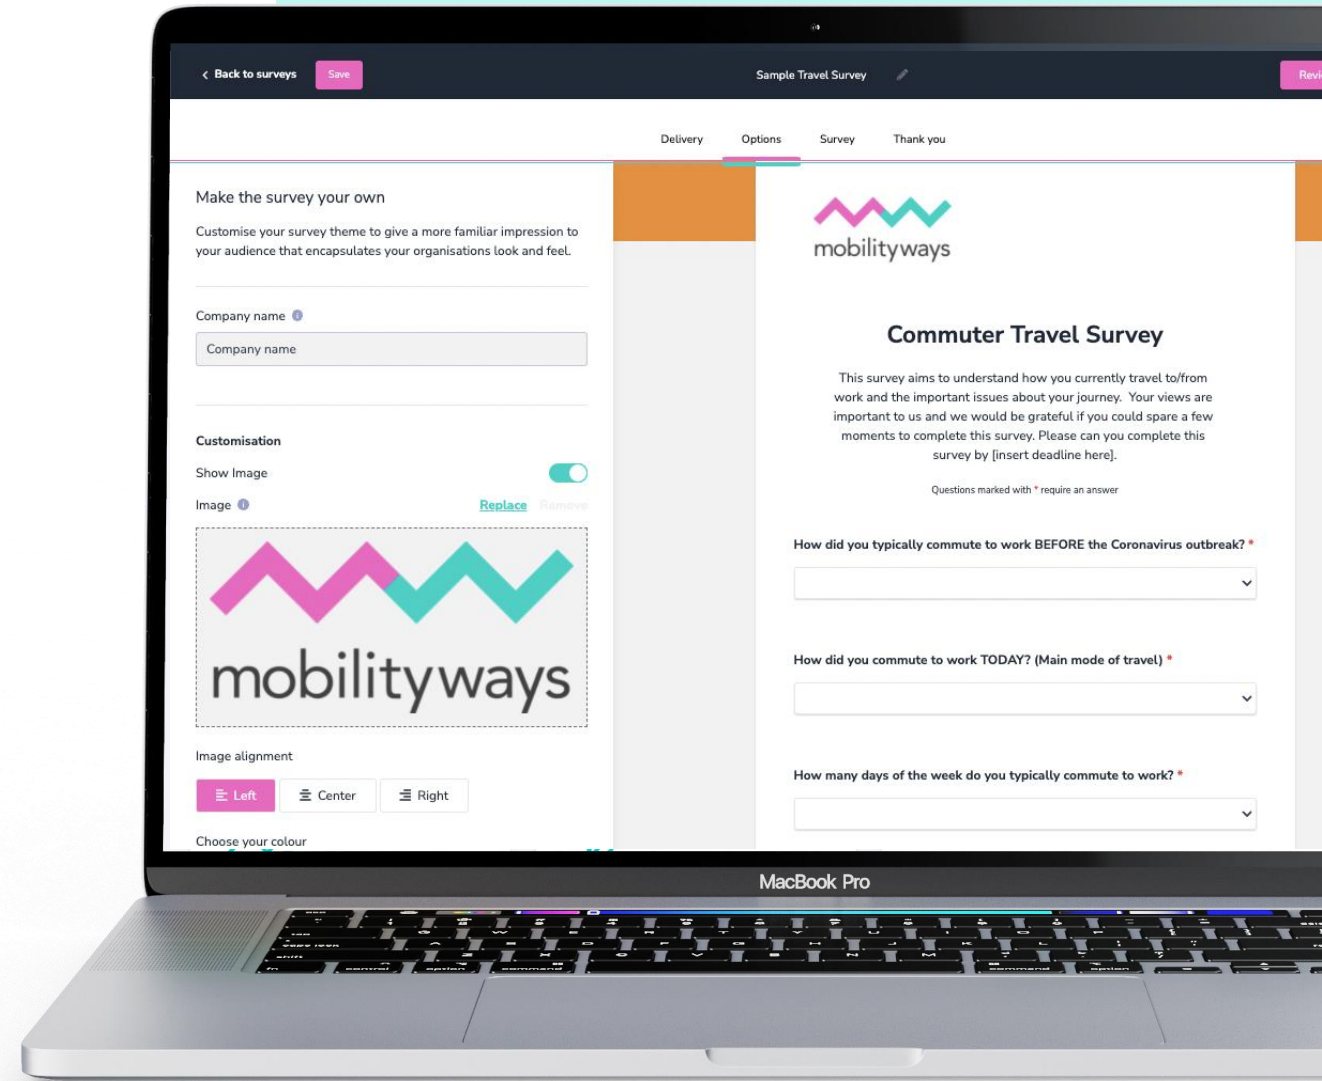 Back to surveys
Save
Sample Travel Survey
Delivery
Options
Survey
Thank you
Make the survey your own
Customise your survey theme to give a more familiar impression to
your audience that encapsulates your organisations look and feel.
Company name
Company name
Customisation
Show Image
Image
Replace
Remove
mobilityways
Image alignment
Left
Center
Right
Choose your colour
mobilityways
Commuter Travel Survey
This survey aims to understand how you currently travel to/from
work and the important issues about your journey. Your views are
important to us and we would be grateful if you could spare a few
moments to complete this survey. Please can you complete this
survey by [insert deadline here].
Questions marked with * require an answer
How did you typically commute to work BEFORE the Coronavirus outbreak? *
How did you commute to work TODAY? (Main mode of travel) *
How many days of the week do you typically commute to work? *
MacBook Pro
fn
control
option
command
command
option